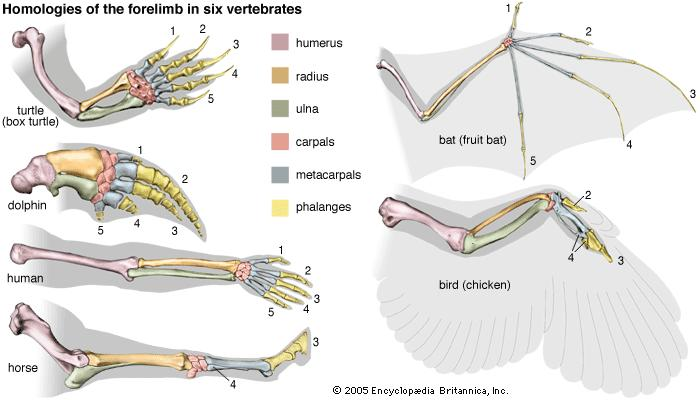 Homologies of the forelimb in six vertebrates
1
2
3
4
5
turtle
(box turtle)
humerus
radius
ulna
carpals
metacarpals
phalanges
1
2
3
4
5
dolphin
1
2
3
4
5
human
3
4
horse
1
2
3
4
5
bat (fruit bat)
2
3
4
bird (chicken)
© 2005 Encyclopædia Britannica, Inc.